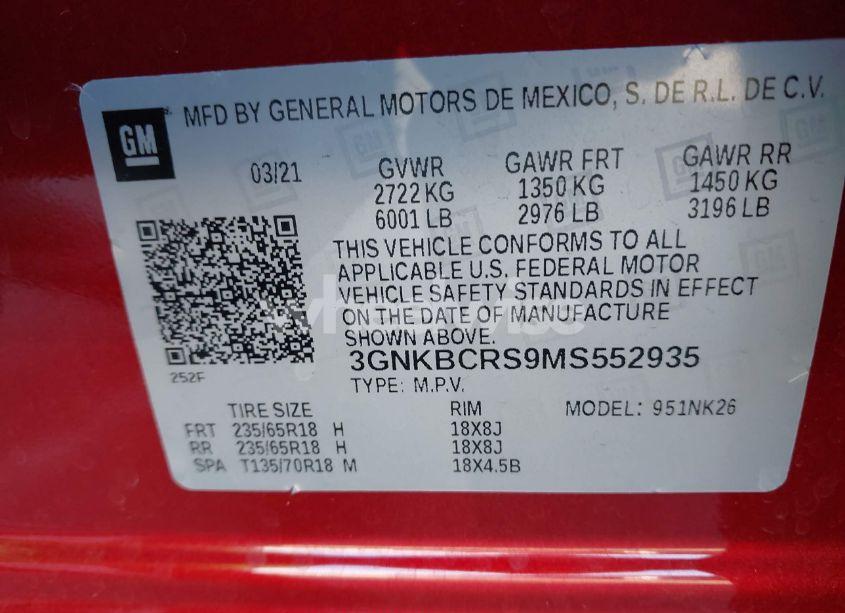 GM
MFD BY GENERAL MOTORS DE MEXICO, S. DE R.L. DE C.V.
03/21 GVWR GAWR FRT GAWR RR
2722 KG 1350 KG 1450 KG
6001 LB 2976 LB 3196 LB
THIS VEHICLE CONFORMS TO ALL
APPLICABLE U.S. FEDERAL MOTOR
VEHICLE SAFETY STANDARDS IN EFFECT
ON THE DATE OF MANUFACTURE
SHOWN ABOVE.
252F
3GNKBCRS9MS552935
TYPE: M.P.V.
TIRE SIZE RIM MODEL: 951NK26
FRT 235/65R18 H 18X8J
RR 235/65R18 H 18X8J
SPA T135/70R18 M 18X4.5B